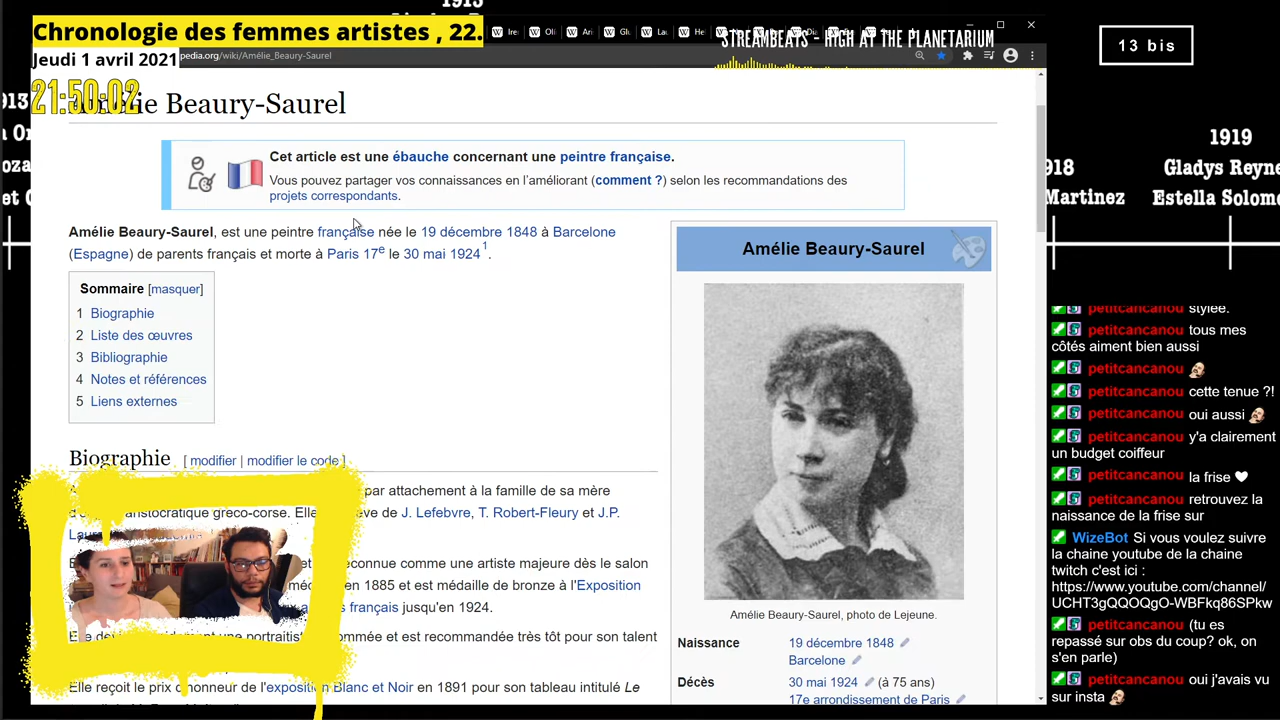 Chronologie des femmes artistes , 22.
Jeudi 1 avril 2021
21:50:02
pedia.org/wiki/Amélie_Beaury-Saurel
STREAMBEATS - HIGH AT THE PLANETARIUM
13 bis
Amélie Beaury-Saurel
Cet article est une ébauche concernant une peintre française.
Vous pouvez partager vos connaissances en l'améliorant (comment ?) selon les recommandations des
projets correspondants.
Amélie Beaury-Saurel, est une peintre française née le 19 décembre 1848 à Barcelone
(Espagne) de parents français et morte à Paris 17e le 30 mai 1924 1.
Sommaire [masquer]
1 Biographie
2 Liste des œuvres
3 Bibliographie
4 Notes et références
5 Liens externes
Biographie [ modifier | modifier le code ]
par attachement à la famille de sa mère
aristocratique gréco-corse. Elle
ève de J. Lefebvre, T. Robert-Fleury et J.P.
Lau
econnue comme une artiste majeure dès le salon
en 1885 et est médaille de bronze à l'Exposition
français jusqu'en 1924.
ommée et est recommandée très tôt pour son talent
Elle reçoit le prix d'honneur de l'exposition Blanc et Noir en 1891 pour son tableau intitulé Le
Amélie Beaury-Saurel
Amélie Beaury-Saurel, photo de Lejeune.
Naissance 19 décembre 1848
Barcelone
Décès 30 mai 1924 (à 75 ans)
17e arrondissement de Paris
1919
Gladys Reyne
Estella Solom
918
Martinez
stylée.
petitcancanou tous mes
côtés aiment bien aussi
petitcancanou
petitcancanou cette tenue ?!
petitcancanou oui aussi
petitcancanou y'a clairement
un budget coiffeur
petitcancanou la frise
petitcancanou retrouvez la
naissance de la frise sur
WizeBot Si vous voulez suivre
la chaine youtube de la chaine
twitch c'est ici :
https://www.youtube.com/channel/
UCHT3gQQOQgO-WBFkq86SPkw
petitcancanou (tu es
repassé sur obs du coup? ok, on
s'en parle)
petitcancanou oui j'avais vu
sur insta